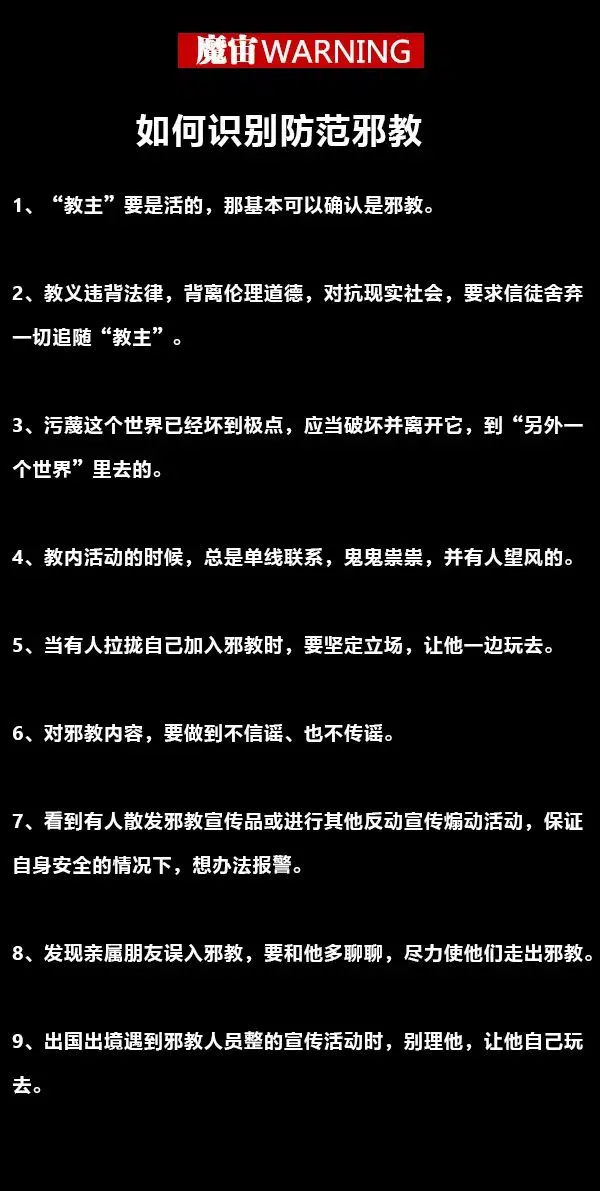 魔宙WARNING
如何识别防范邪教
1、“教主”要是活的，那基本可以确认是邪教。
2、教义违背法律，背离伦理道德，对抗现实社会，要求信徒舍弃
一切追随“教主”。
3、污蔑这个世界已经坏到极点，应当破坏并离开它，到“另外一
个世界”里去的。
4、教内活动的时候，总是单线联系，鬼鬼祟祟，并有人望风的。
5、当有人拉拢自己加入邪教时，要坚定立场，让他一边玩去。
6、对邪教内容，要做到不信谣、也不传谣。
7、看到有人散发邪教宣传品或进行其他反动宣传煽动活动，保证
自身安全的情况下，想办法报警。
8、发现亲属朋友误入邪教，要和他多聊聊，尽力使他们走出邪教。
9、出国出境遇到邪教人员整的宣传活动时，别理他，让他自己玩
去。